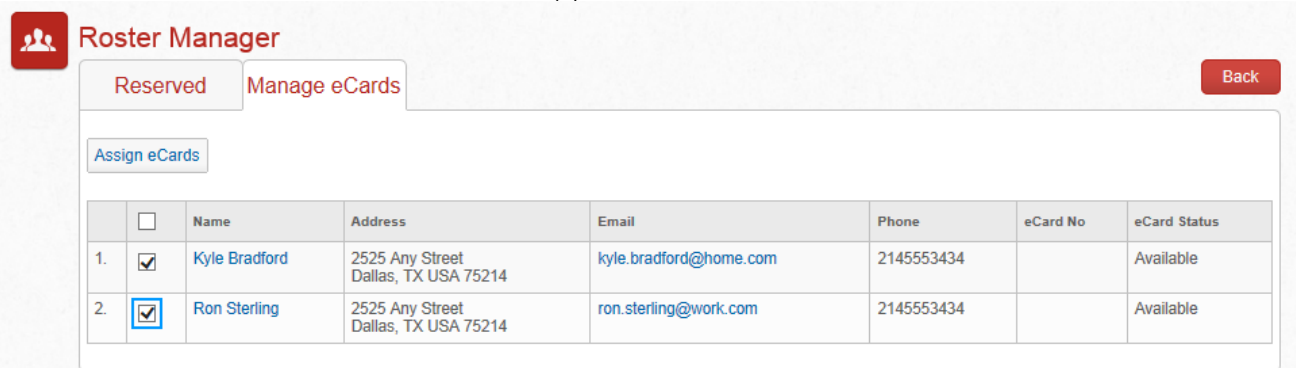 Roster Manager
Reserved Manage eCards Back
Assign eCards
Name Address Email Phone eCard No eCard Status
1. Kyle Bradford 2525 Any Street kyle.bradford@home.com 2145553434 Available
Dallas, TX USA 75214
2. Ron Sterling 2525 Any Street ron.sterling@work.com 2145553434 Available
Dallas, TX USA 75214